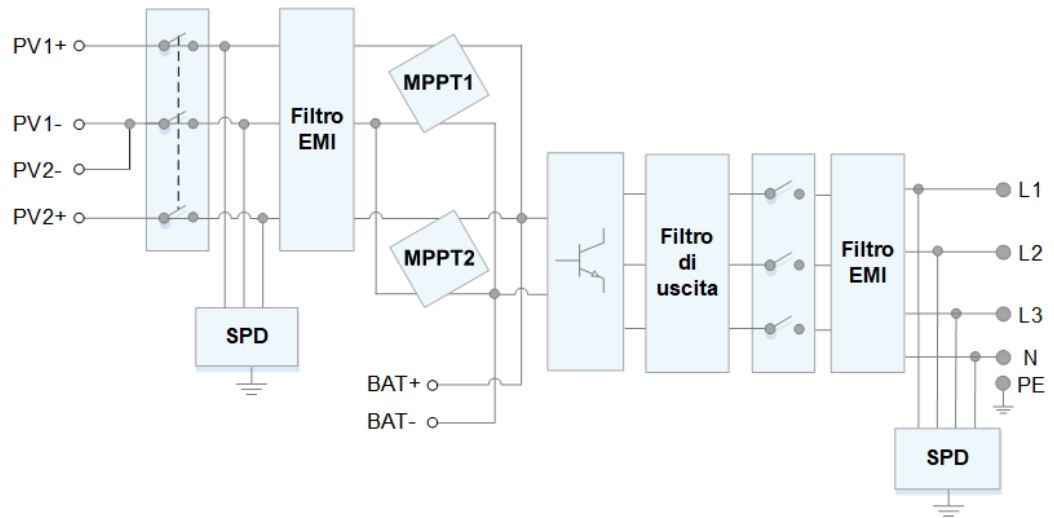 PV1+
PV1-
PV2-
PV2+
Filtro
EMI
MPPT1
MPPT2
SPD
BAT+
BAT-
Filtro
di
uscita
Filtro
EMI
L1
L2
L3
N
PE
SPD